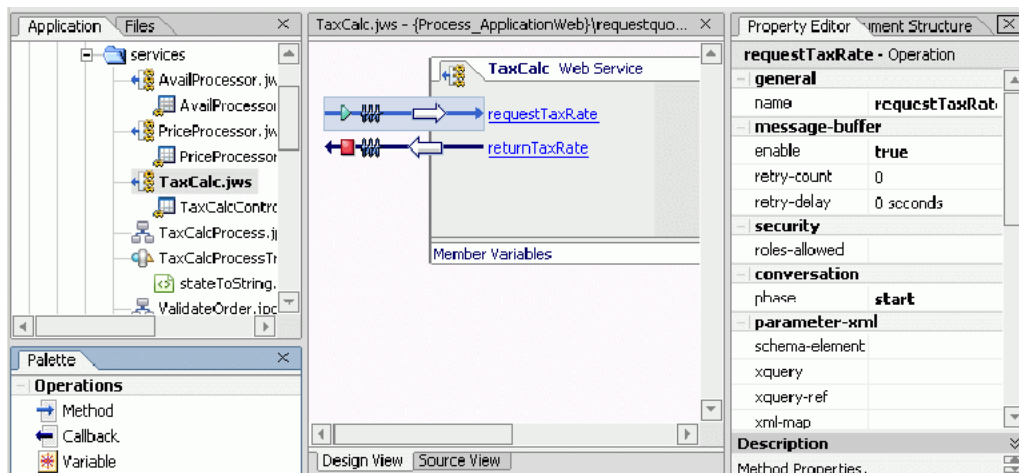 Application
Files
services
AvailProcessor.jw
AvailProcessor
PriceProcessor.jw
PriceProcessor
TaxCalc.jws
TaxCalcContro
TaxCalcProcess.j
TaxCalcProcessTr
stateToString.
ValidateOrder.jpd
Palette
Operations
Method
Callback
Variable
TaxCalc.jws - {Process_ApplicationWeb}\requestquo...
TaxCalc Web Service
requestTaxRate
returnTaxRate
Member Variables
Design View
Source View
Property Editor
ument Structure
requestTaxRate - Operation
general
name requestTaxRat
message-buffer
enable true
retry-count 0
retry-delay 0 seconds
security
roles-allowed
conversation
phase start
parameter-xml
schema-element
xquery
xquery-ref
xml-map
Description
Method Properties.